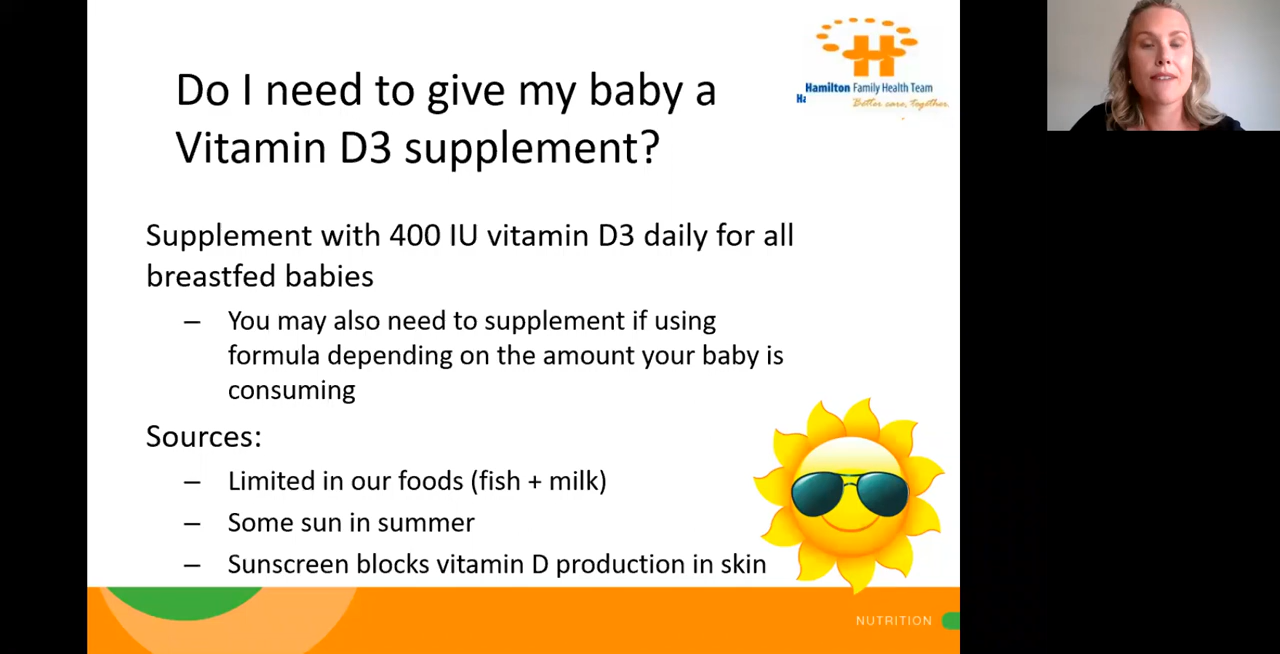 Do I need to give my baby a
Vitamin D3 supplement?
Hamilton Family Health Team
Ha
Better care, together.
Supplement with 400 IU vitamin D3 daily for all
breastfed babies
– You may also need to supplement if using
formula depending on the amount your baby is
consuming
Sources:
– Limited in our foods (fish + milk)
– Some sun in summer
– Sunscreen blocks vitamin D production in skin
NUTRITION